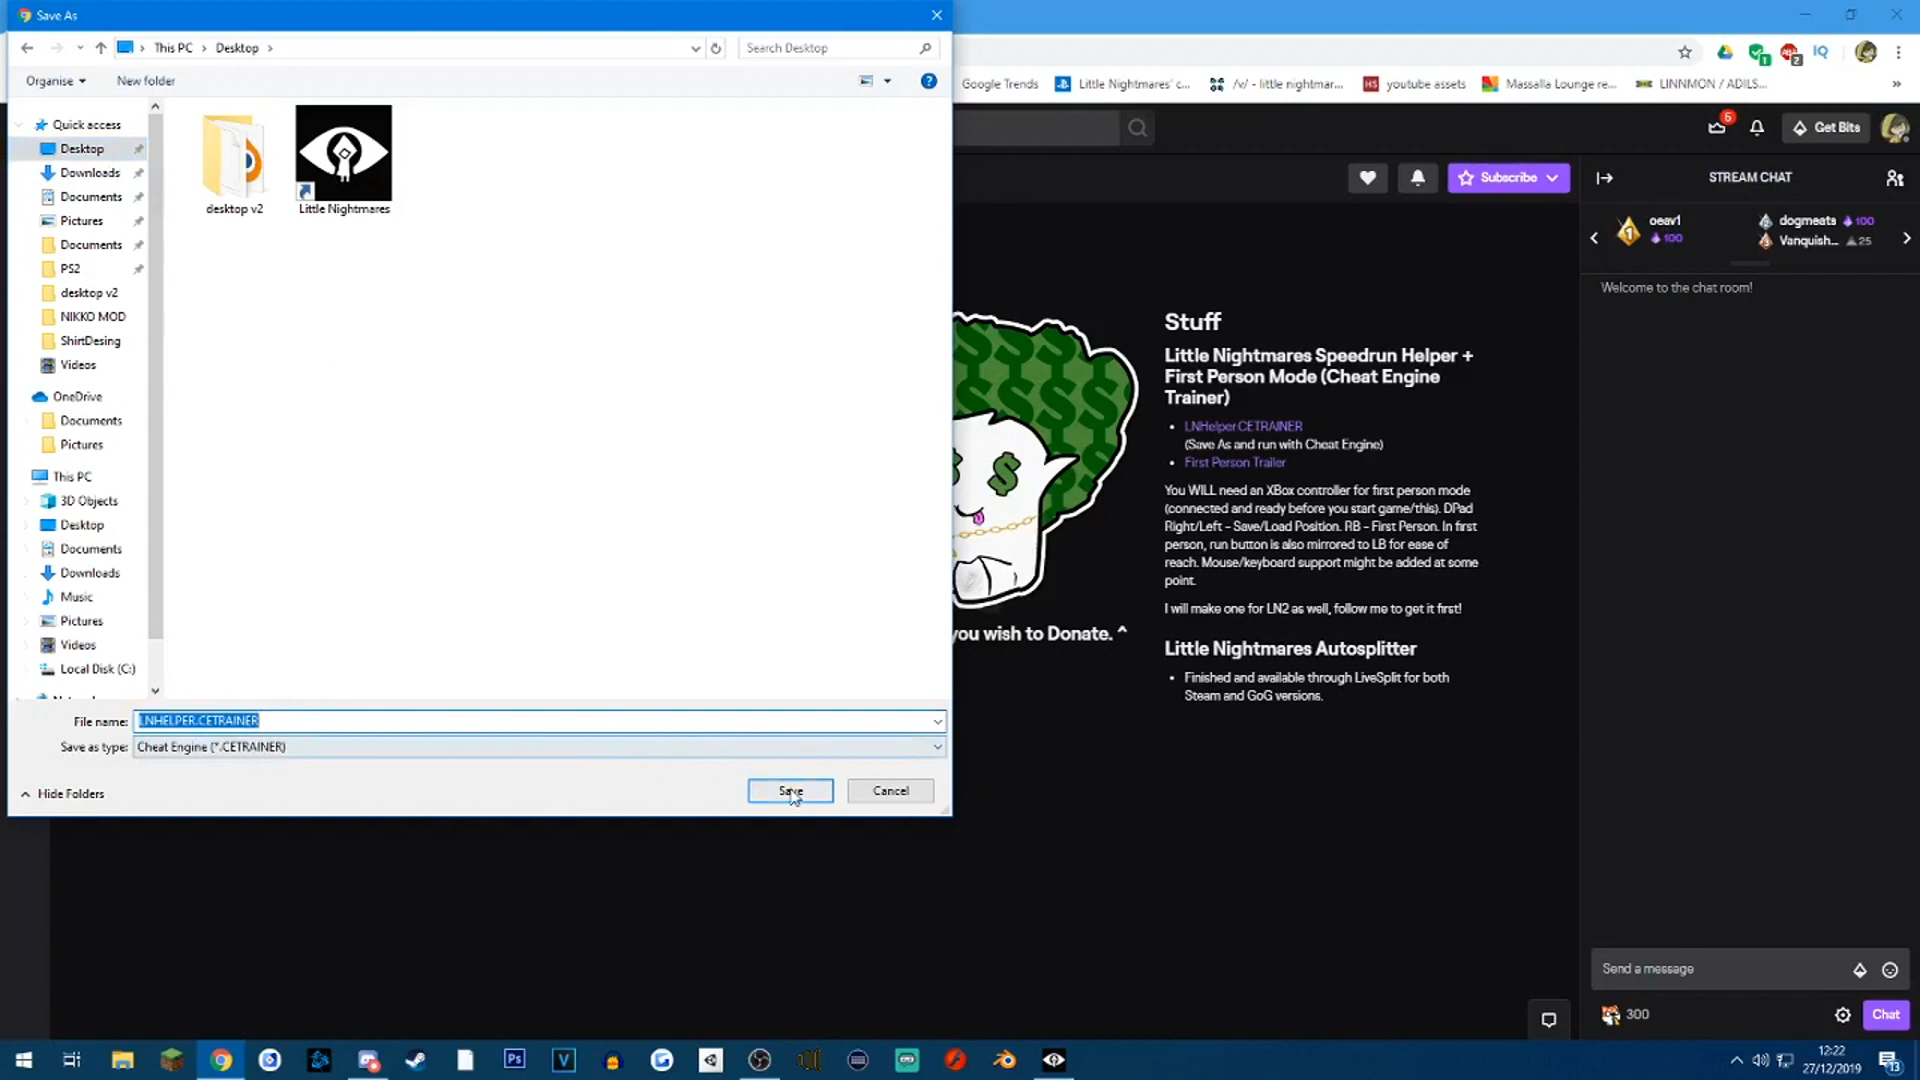 Save As
This PC
Desktop
Search Desktop
Organise
New folder
Quick access
Desktop
Downloads
Documents
Pictures
Documents
PS2
desktop v2
NIKKO MOD
ShirtDesing
Videos
OneDrive
Documents
Pictures
This PC
3D Objects
Desktop
Documents
Downloads
Music
Pictures
Videos
Local Disk (C:)
desktop v2
Little Nightmares
File name: LNHELPER.CETRAINER
Save as type: Cheat Engine (*.CETRAINER)
Hide Folders
Save
Cancel
Google Trends
Little Nightmares' c...
/v/ - little nightmar...
youtube assets
Massalla Lounge re...
LINNMON / ADILS...
IQ
6
Get Bits
Subscribe
STREAM CHAT
1
oeav1
100
dogmeats 100
Vanquish... 25
Welcome to the chat room!
Stuff
Little Nightmares Speedrun Helper +
First Person Mode (Cheat Engine
Trainer)
LNHelper.CETRAINER
(Save As and run with Cheat Engine)
First Person Trailer
You WILL need an XBox controller for first person mode
(connected and ready before you start game/this). DPad
Right/Left - Save/Load Position. RB - First Person. In first
person, run button is also mirrored to LB for ease of
reach. Mouse/keyboard support might be added at some
point.
I will make one for LN2 as well, follow me to get it first!
you wish to Donate. ^
Little Nightmares Autosplitter
Finished and available through LiveSplit for both
Steam and GoG versions.
Send a message
300
Chat
Ps
V
12:22
27/12/2019
13